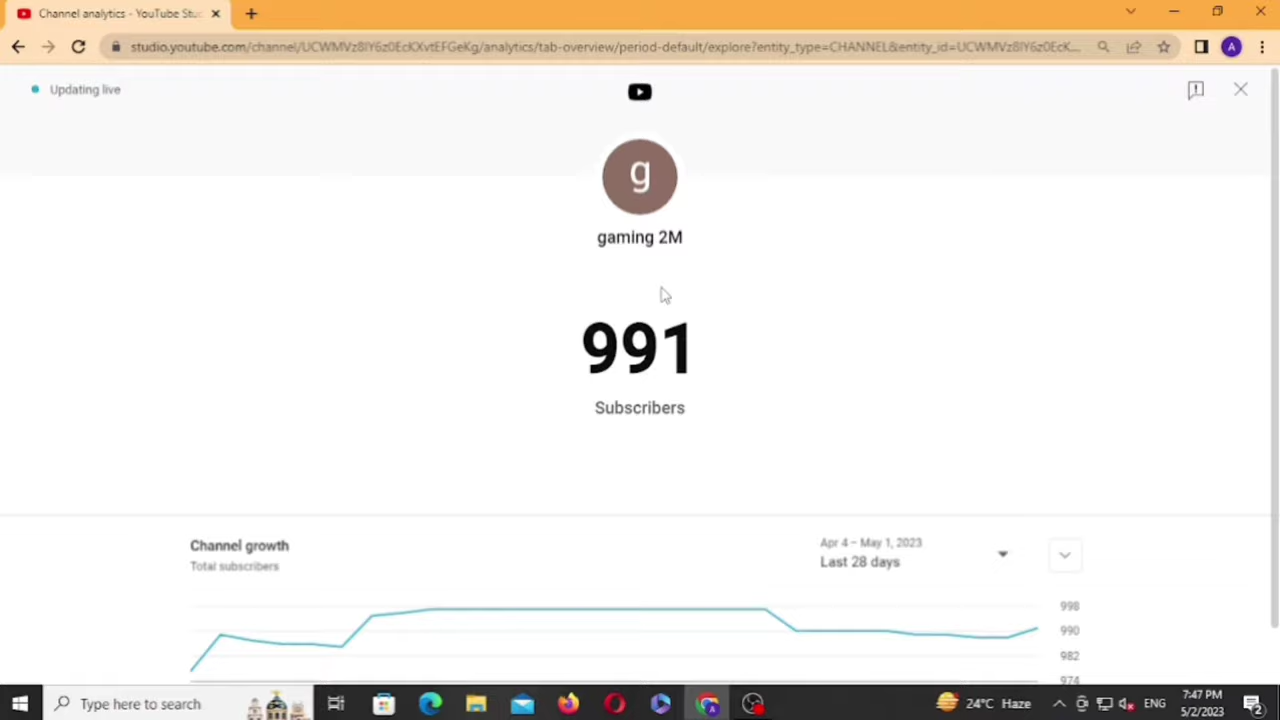 Channel analytics - YouTube Stu
studio.youtube.com/channel/UCWMVz8IY6z0EcKXvtEFGeKg/analytics/tab-overview/period-default/explore?entity_type=CHANNEL&entity_id=UCWMVz8IY6z0EcK...
A
Updating live
g
gaming 2M
991
Subscribers
Channel growth
Total subscribers
Apr 4 – May 1, 2023
Last 28 days
998
990
982
974
Type here to search
24°C Haze
ENG
7:47 PM
5/2/2023
2